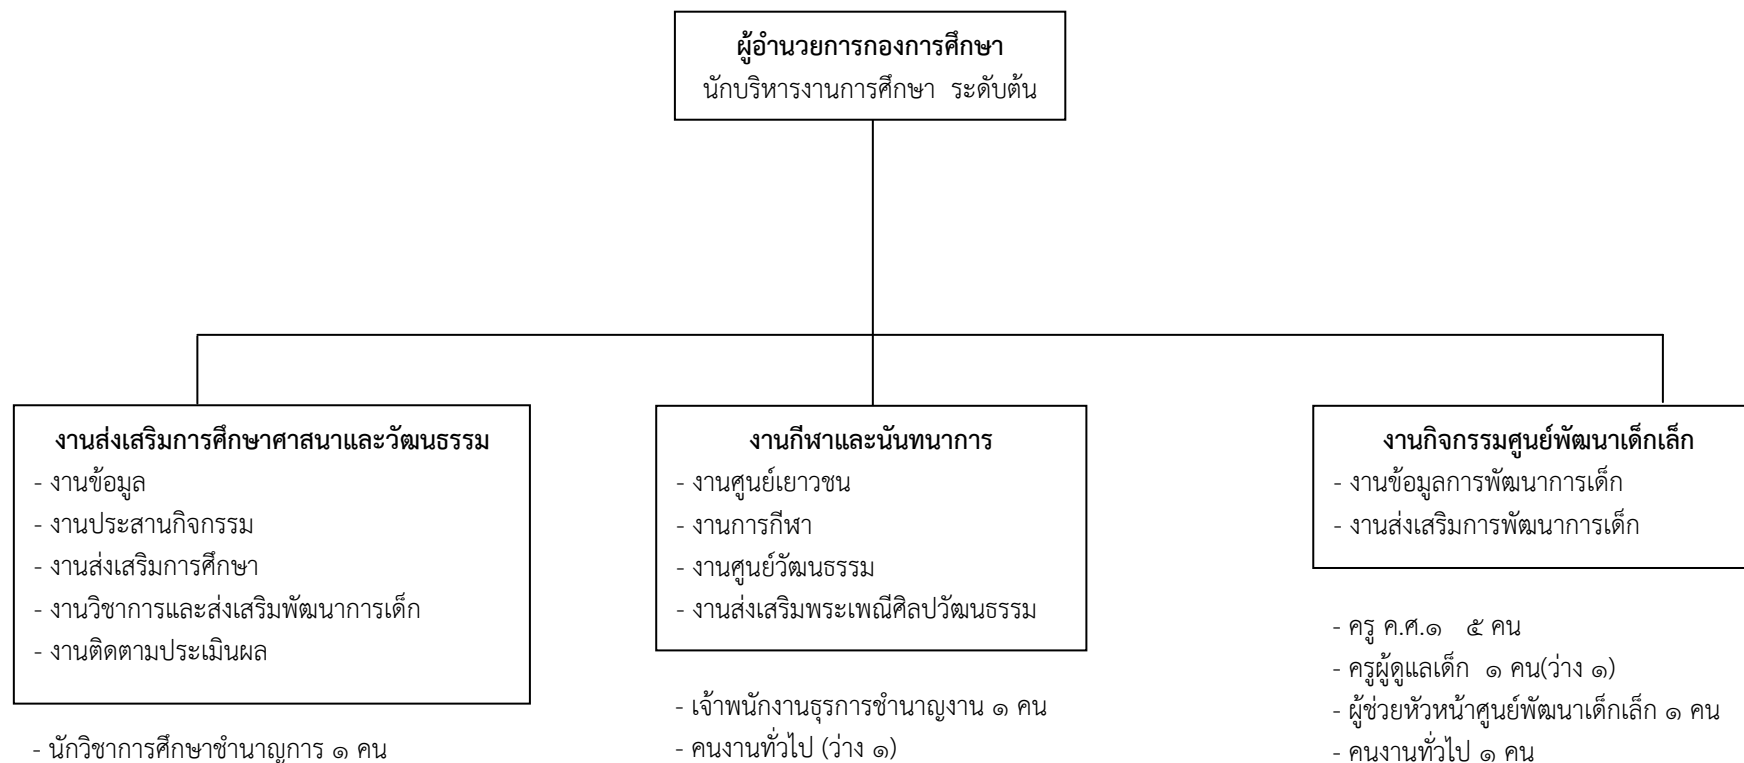 ผู้อำนวยการกองการศึกษา
นักบริหารงานการศึกษา ระดับต้น
งานส่งเสริมการศึกษาศาสนาและวัฒนธรรม
- งานข้อมูล
- งานประสานกิจกรรม
- งานส่งเสริมการศึกษา
- งานวิชาการและส่งเสริมพัฒนาการเด็ก
- งานติดตามประเมินผล
- นักวิชาการศึกษาชำนาญการ ๑ คน
งานกีฬาและนันทนาการ
- งานศูนย์เยาวชน
- งานการกีฬา
- งานศูนย์วัฒนธรรม
- งานส่งเสริมพระเพณีศิลปวัฒนธรรม
- เจ้าพนักงานธุรการชำนาญงาน ๑ คน
- คนงานทั่วไป (ว่าง ๑)
งานกิจกรรมศูนย์พัฒนาเด็กเล็ก
- งานข้อมูลการพัฒนาการเด็ก
- งานส่งเสริมการพัฒนาการเด็ก
- ครู ค.ศ.๑ ๕ คน
- ครูผู้ดูแลเด็ก ๑ คน(ว่าง ๑)
- ผู้ช่วยหัวหน้าศูนย์พัฒนาเด็กเล็ก ๑ คน
- คนงานทั่วไป ๑ คน